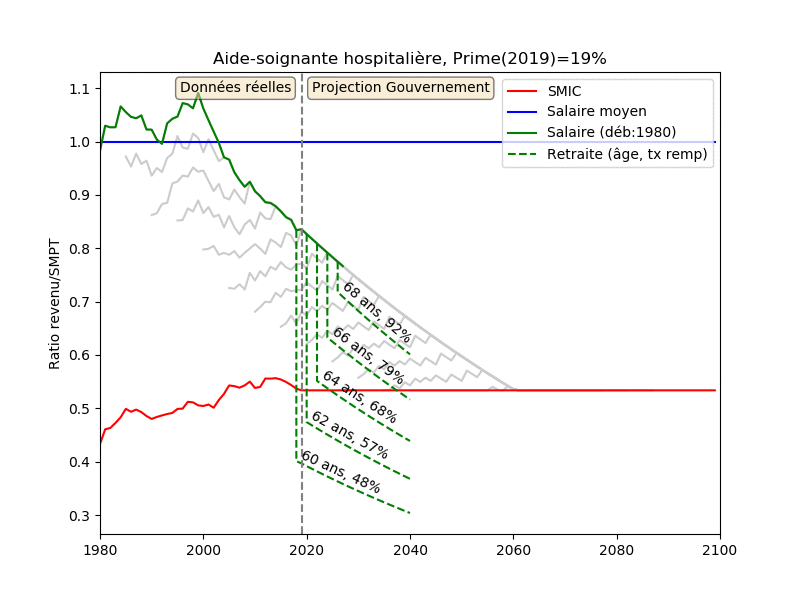 Aide-soignante hospitalière, Prime(2019)=19%
Données réelles
Projection Gouvernement
SMIC
Salaire moyen
Salaire (déb:1980)
Retraite (âge, tx remp)
Ratio revenu/SMPT
1.1
1.0
0.9
0.8
0.7
0.6
0.5
0.4
0.3
68 ans, 92%
66 ans, 79%
64 ans, 68%
62 ans, 57%
60 ans, 48%
1980
2000
2020
2040
2060
2080
2100